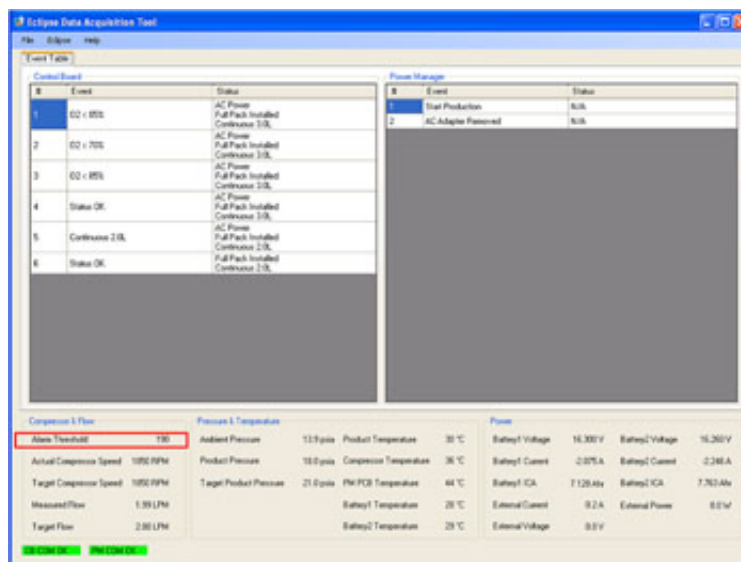 Eclipse Data Acquisition Tool
File Eclipse Help
Event Table
Control Board
# Event Status
1 O2 < 85% AC Power
Full Pack Installed
Continuous 3.0L
2 O2 < 70% AC Power
Full Pack Installed
Continuous 3.0L
3 O2 < 85% AC Power
Full Pack Installed
Continuous 3.0L
4 Status OK AC Power
Full Pack Installed
Continuous 3.0L
5 Continuous 2.0L AC Power
Full Pack Installed
Continuous 2.0L
6 Status OK Full Pack Installed
Continuous 2.0L
Power Manager
# Event Status
1 Start Production N/A
2 AC Adapter Removed N/A
Compressor & Flow
Alarm Threshold 190
Actual Compressor Speed 1050 RPM
Target Compressor Speed 1050 RPM
Measured Flow 1.99 LPM
Target Flow 2.00 LPM
Pressure & Temperature
Ambient Pressure 13.9 psia Product Temperature 30 °C
Product Pressure 18.0 psia Compressor Temperature 36 °C
Target Product Pressure 21.0 psia PM PCB Temperature 44 °C
Battery1 Temperature 28 °C
Battery2 Temperature 29 °C
Power
Battery1 Voltage 16.300 V Battery2 Voltage 16.260 V
Battery1 Current -2.075 A Battery2 Current -2.248 A
Battery1 ICA 7.128 Ahr Battery2 ICA 7.763 Ahr
External Current 0.2 A External Power 0.0 W
External Voltage 0.0 V
CB COM OK PM COM OK